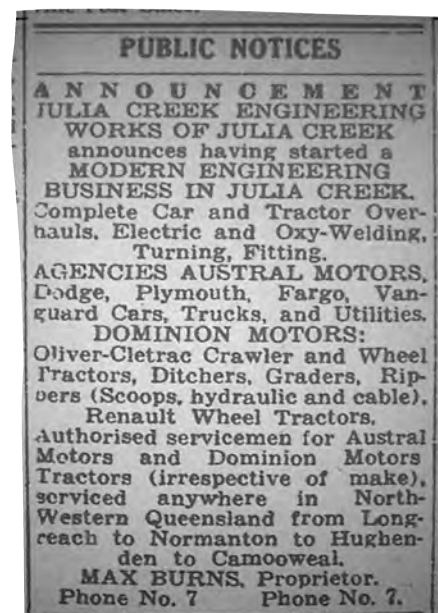 PUBLIC NOTICES
ANNOUNCEMENT
JULIA CREEK ENGINEERING
WORKS OF JULIA CREEK
announces having started a
MODERN ENGINEERING
BUSINESS IN JULIA CREEK.
Complete Car and Tractor Over-
hauls, Electric and Oxy-Welding,
Turning, Fitting.
AGENCIES AUSTRAL MOTORS,
Dodge, Plymouth, Fargo, Van-
guard Cars, Trucks, and Utilities.
DOMINION MOTORS:
Oliver-Cletrac Crawler and Wheel
Tractors, Ditchers, Graders, Rip-
pers (Scoops, hydraulic and cable),
Renault Wheel Tractors.
Authorised servicemen for Austral
Motors and Dominion Motors
Tractors (irrespective of make),
serviced anywhere in North-
Western Queensland from Long-
reach to Normanton to Hughen-
den to Camooweal.
MAX BURNS, Proprietor.
Phone No. 7 Phone No. 7.